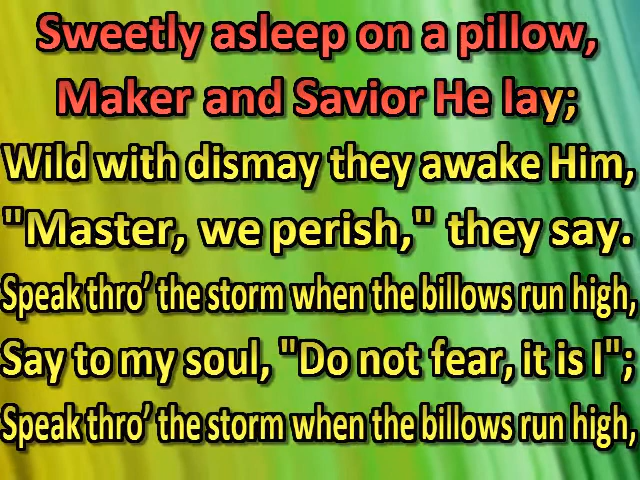 Sweetly asleep on a pillow,
Maker and Savior He lay;
Wild with dismay they awake Him,
"Master, we perish," they say.
Speak thro’ the storm when the billows run high,
Say to my soul, "Do not fear, it is I";
Speak thro’ the storm when the billows run high,